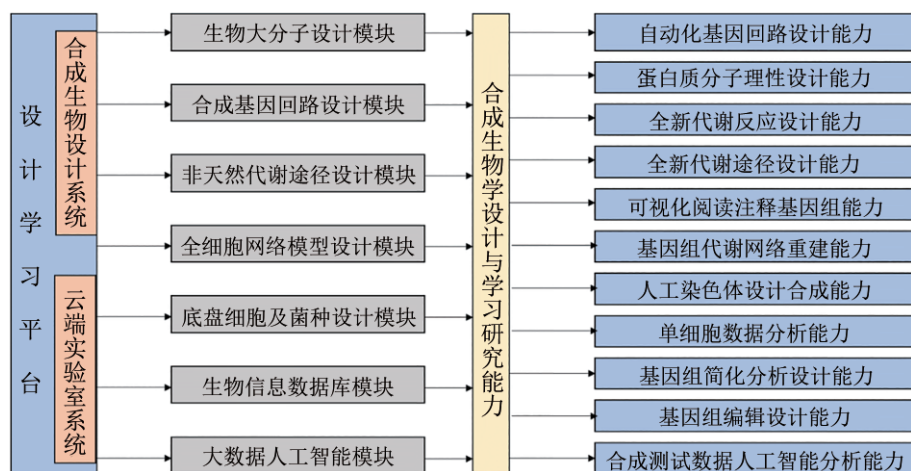 设计学习平台
合成生物设计系统
云端实验室系统
生物大分子设计模块
合成基因回路设计模块
非天然代谢途径设计模块
全细胞网络模型设计模块
底盘细胞及菌种设计模块
生物信息数据库模块
大数据人工智能模块
合成生物学设计与学习研究能力
自动化基因回路设计能力
蛋白质分子理性设计能力
全新代谢反应设计能力
全新代谢途径设计能力
可视化阅读注释基因组能力
基因组代谢网络重建能力
人工染色体设计合成能力
单细胞数据分析能力
基因组简化分析设计能力
基因组编辑设计能力
合成测试数据人工智能分析能力